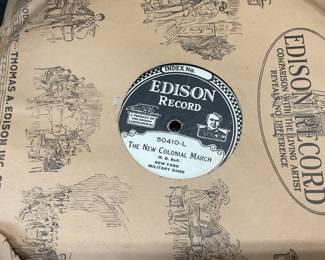 INDEX No.
EDISON
RECORD
50410-L
THE NEW COLONIAL MARCH
(R. B. Hall)
NEW YORK
MILITARY BAND
THOMAS A. EDISON INC.
EDISON RECORD
COMPARISON WITH THE LIVING ARTIST
REVEALS NO DIFFERENCE